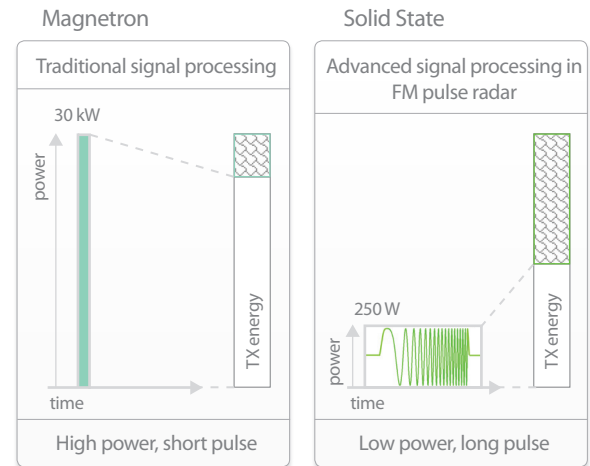 Magnetron
Traditional signal processing
30 kW
power
time
TX energy
High power, short pulse
Solid State
Advanced signal processing in
FM pulse radar
250 W
power
time
TX energy
Low power, long pulse